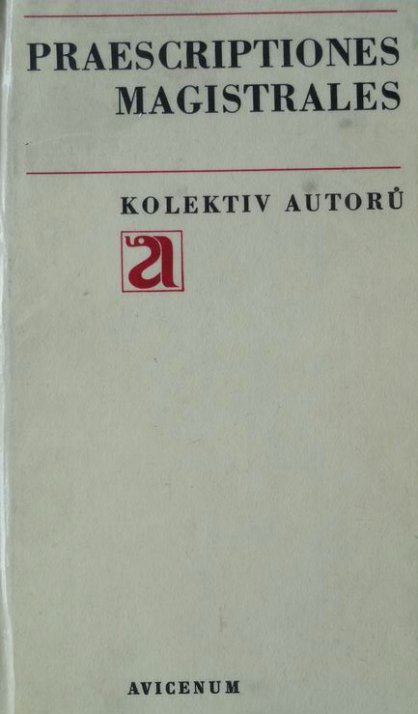 PRAESCRIPTIONES
MAGISTRALES
KOLEKTIV AUTORŮ
a
AVICENUM